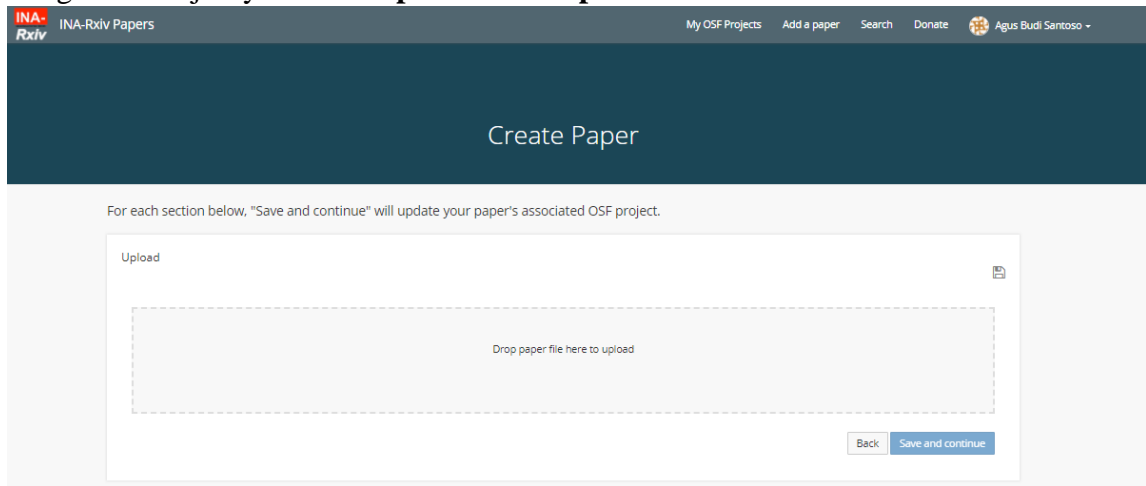 INA-
Rxiv
INA-Rxiv Papers My OSF Projects Add a paper Search Donate Agus Budi Santoso
Create Paper
For each section below, "Save and continue" will update your paper's associated OSF project.
Upload
Drop paper file here to upload
Back Save and continue